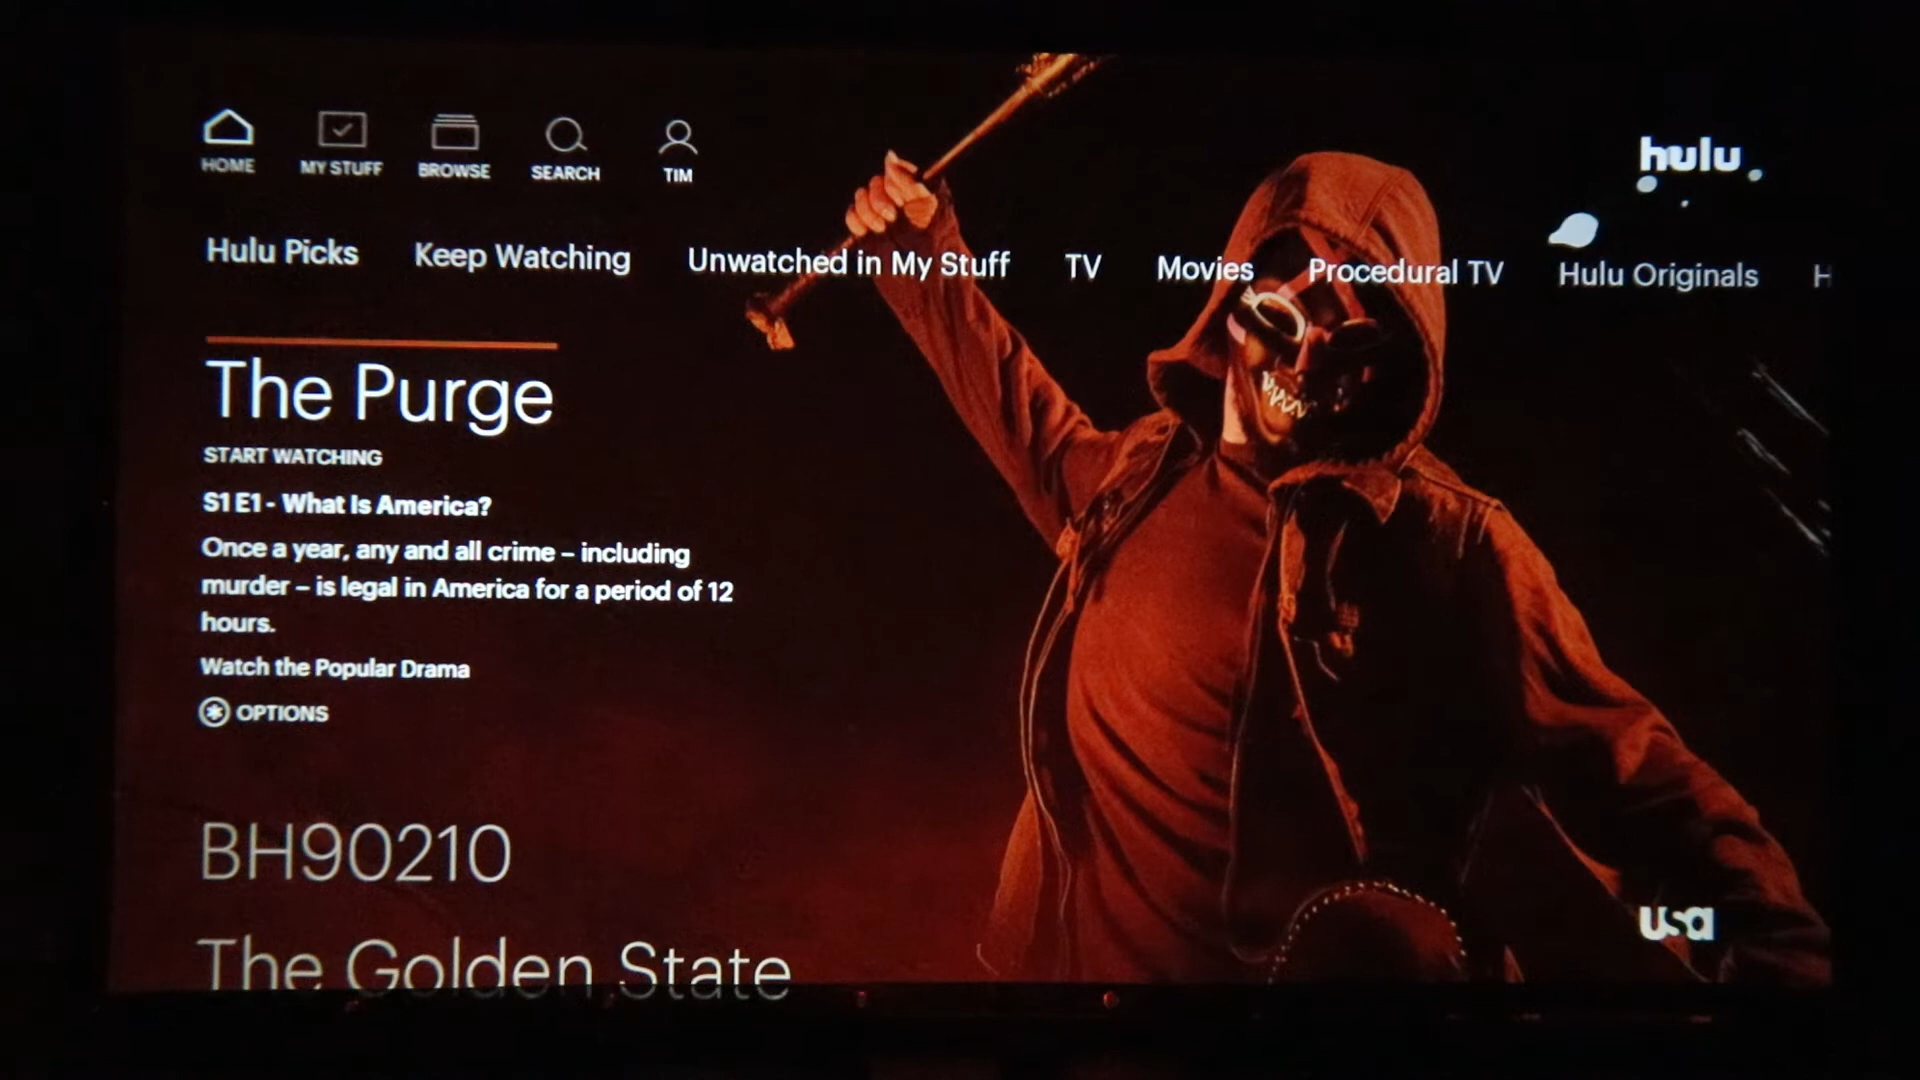 HOME MY STUFF BROWSE SEARCH TIM
hulu
Hulu Picks Keep Watching Unwatched in My Stuff TV Movies Procedural TV Hulu Originals H
The Purge
START WATCHING
S1 E1 - What Is America?
Once a year, any and all crime – including
murder – is legal in America for a period of 12
hours.
Watch the Popular Drama
OPTIONS
BH90210
usa
The Golden State